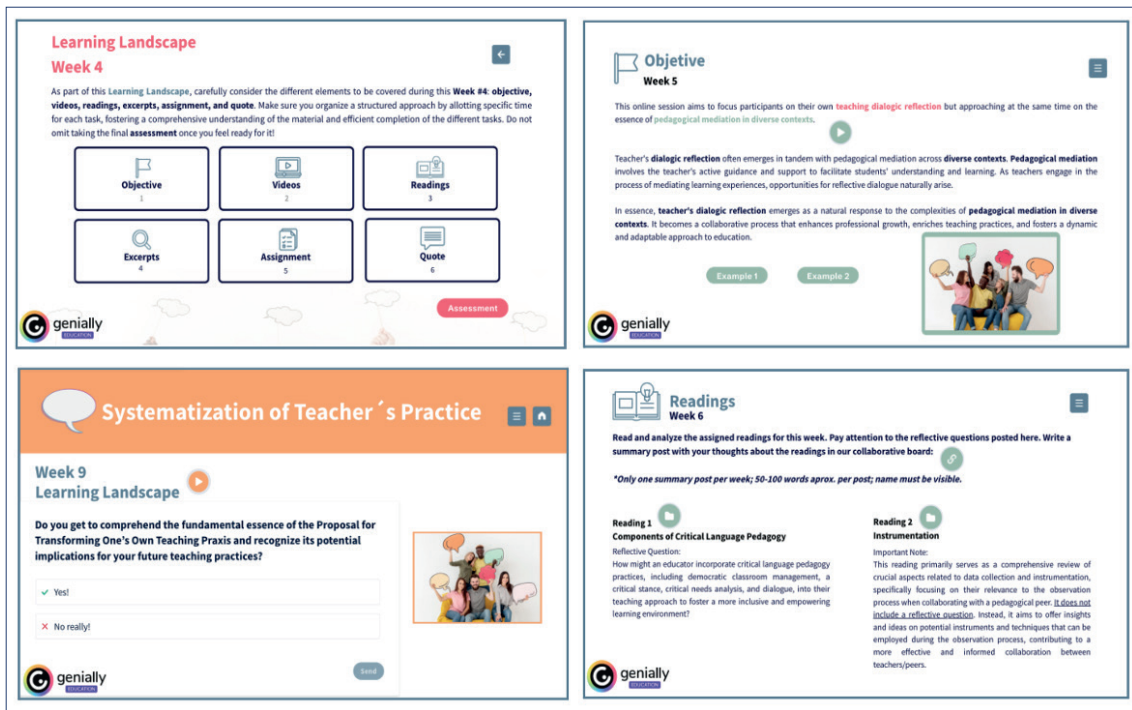 Learning Landscape
Week 4
As part of this Learning Landscape, carefully consider the different elements to be covered during this Week #4: objective,
videos, readings, excerpts, assignment, and quote. Make sure you organize a structured approach by allotting specific time
for each task, fostering a comprehensive understanding of the material and efficient completion of the different tasks. Do not
omit taking the final assessment once you feel ready for it!
Objective
1
Videos
2
Readings
3
Excerpts
4
Assignment
5
Quote
6
Assessment
genially
EDUCATION
Objetive
Week 5
This online session aims to focus participants on their own teaching dialogic reflection but approaching at the same time on the
essence of pedagogical mediation in diverse contexts.
Teacher's dialogic reflection often emerges in tandem with pedagogical mediation across diverse contexts. Pedagogical mediation
involves the teacher's active guidance and support to facilitate students' understanding and learning. As teachers engage in the
process of mediating learning experiences, opportunities for reflective dialogue naturally arise.
In essence, teacher's dialogic reflection emerges as a natural response to the complexities of pedagogical mediation in diverse
contexts. It becomes a collaborative process that enhances professional growth, enriches teaching practices, and fosters a dynamic
and adaptable approach to education.
Example 1
Example 2
genially
EDUCATION
Systematization of Teacher´s Practice
Week 9
Learning Landscape
Do you get to comprehend the fundamental essence of the Proposal for
Transforming One's Own Teaching Praxis and recognize its potential
implications for your future teaching practices?
Yes!
No really!
Send
genially
EDUCATION
Readings
Week 6
Read and analyze the assigned readings for this week. Pay attention to the reflective questions posted here. Write a
summary post with your thoughts about the readings in our collaborative board:
*Only one summary post per week; 50-100 words aprox. per post; name must be visible.
Reading 1
Components of Critical Language Pedagogy
Reflective Question:
How might an educator incorporate critical language pedagogy
practices, including democratic classroom management, a
critical stance, critical needs analysis, and dialogue, into their
teaching approach to foster a more inclusive and empowering
learning environment?
Reading 2
Instrumentation
Important Note:
This reading primarily serves as a comprehensive review of
crucial aspects related to data collection and instrumentation,
specifically focusing on their relevance to the observation
process when collaborating with a pedagogical peer. It does not
include a reflective question. Instead, it aims to offer insights
and ideas on potential instruments and techniques that can be
employed during the observation process, contributing to a
more effective and informed collaboration between
teachers/peers.
genially
EDUCATION